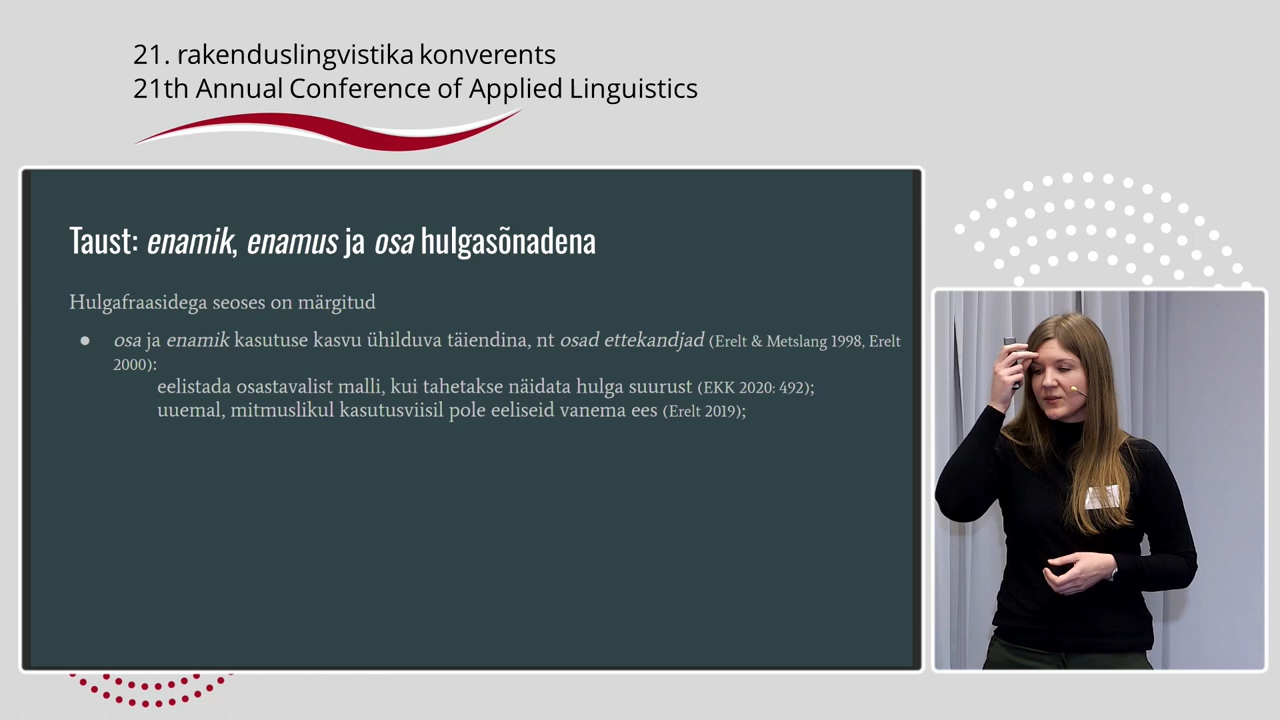 21. rakenduslingvistika konverents
21th Annual Conference of Applied Linguistics
Taust: enamik, enamus ja osa hulgasõnadena
Hulgafraasidega seoses on märgitud
● osa ja enamik kasutuse kasvu ühilduva täiendina, nt osad ettekandjad (Erelt & Metslang 1998, Erelt
2000):
eelistada osastavalist malli, kui tahetakse näidata hulga suurust (EKK 2020: 492);
uuemal, mitmuslikul kasutusviisil pole eeliseid vanema ees (Erelt 2019);